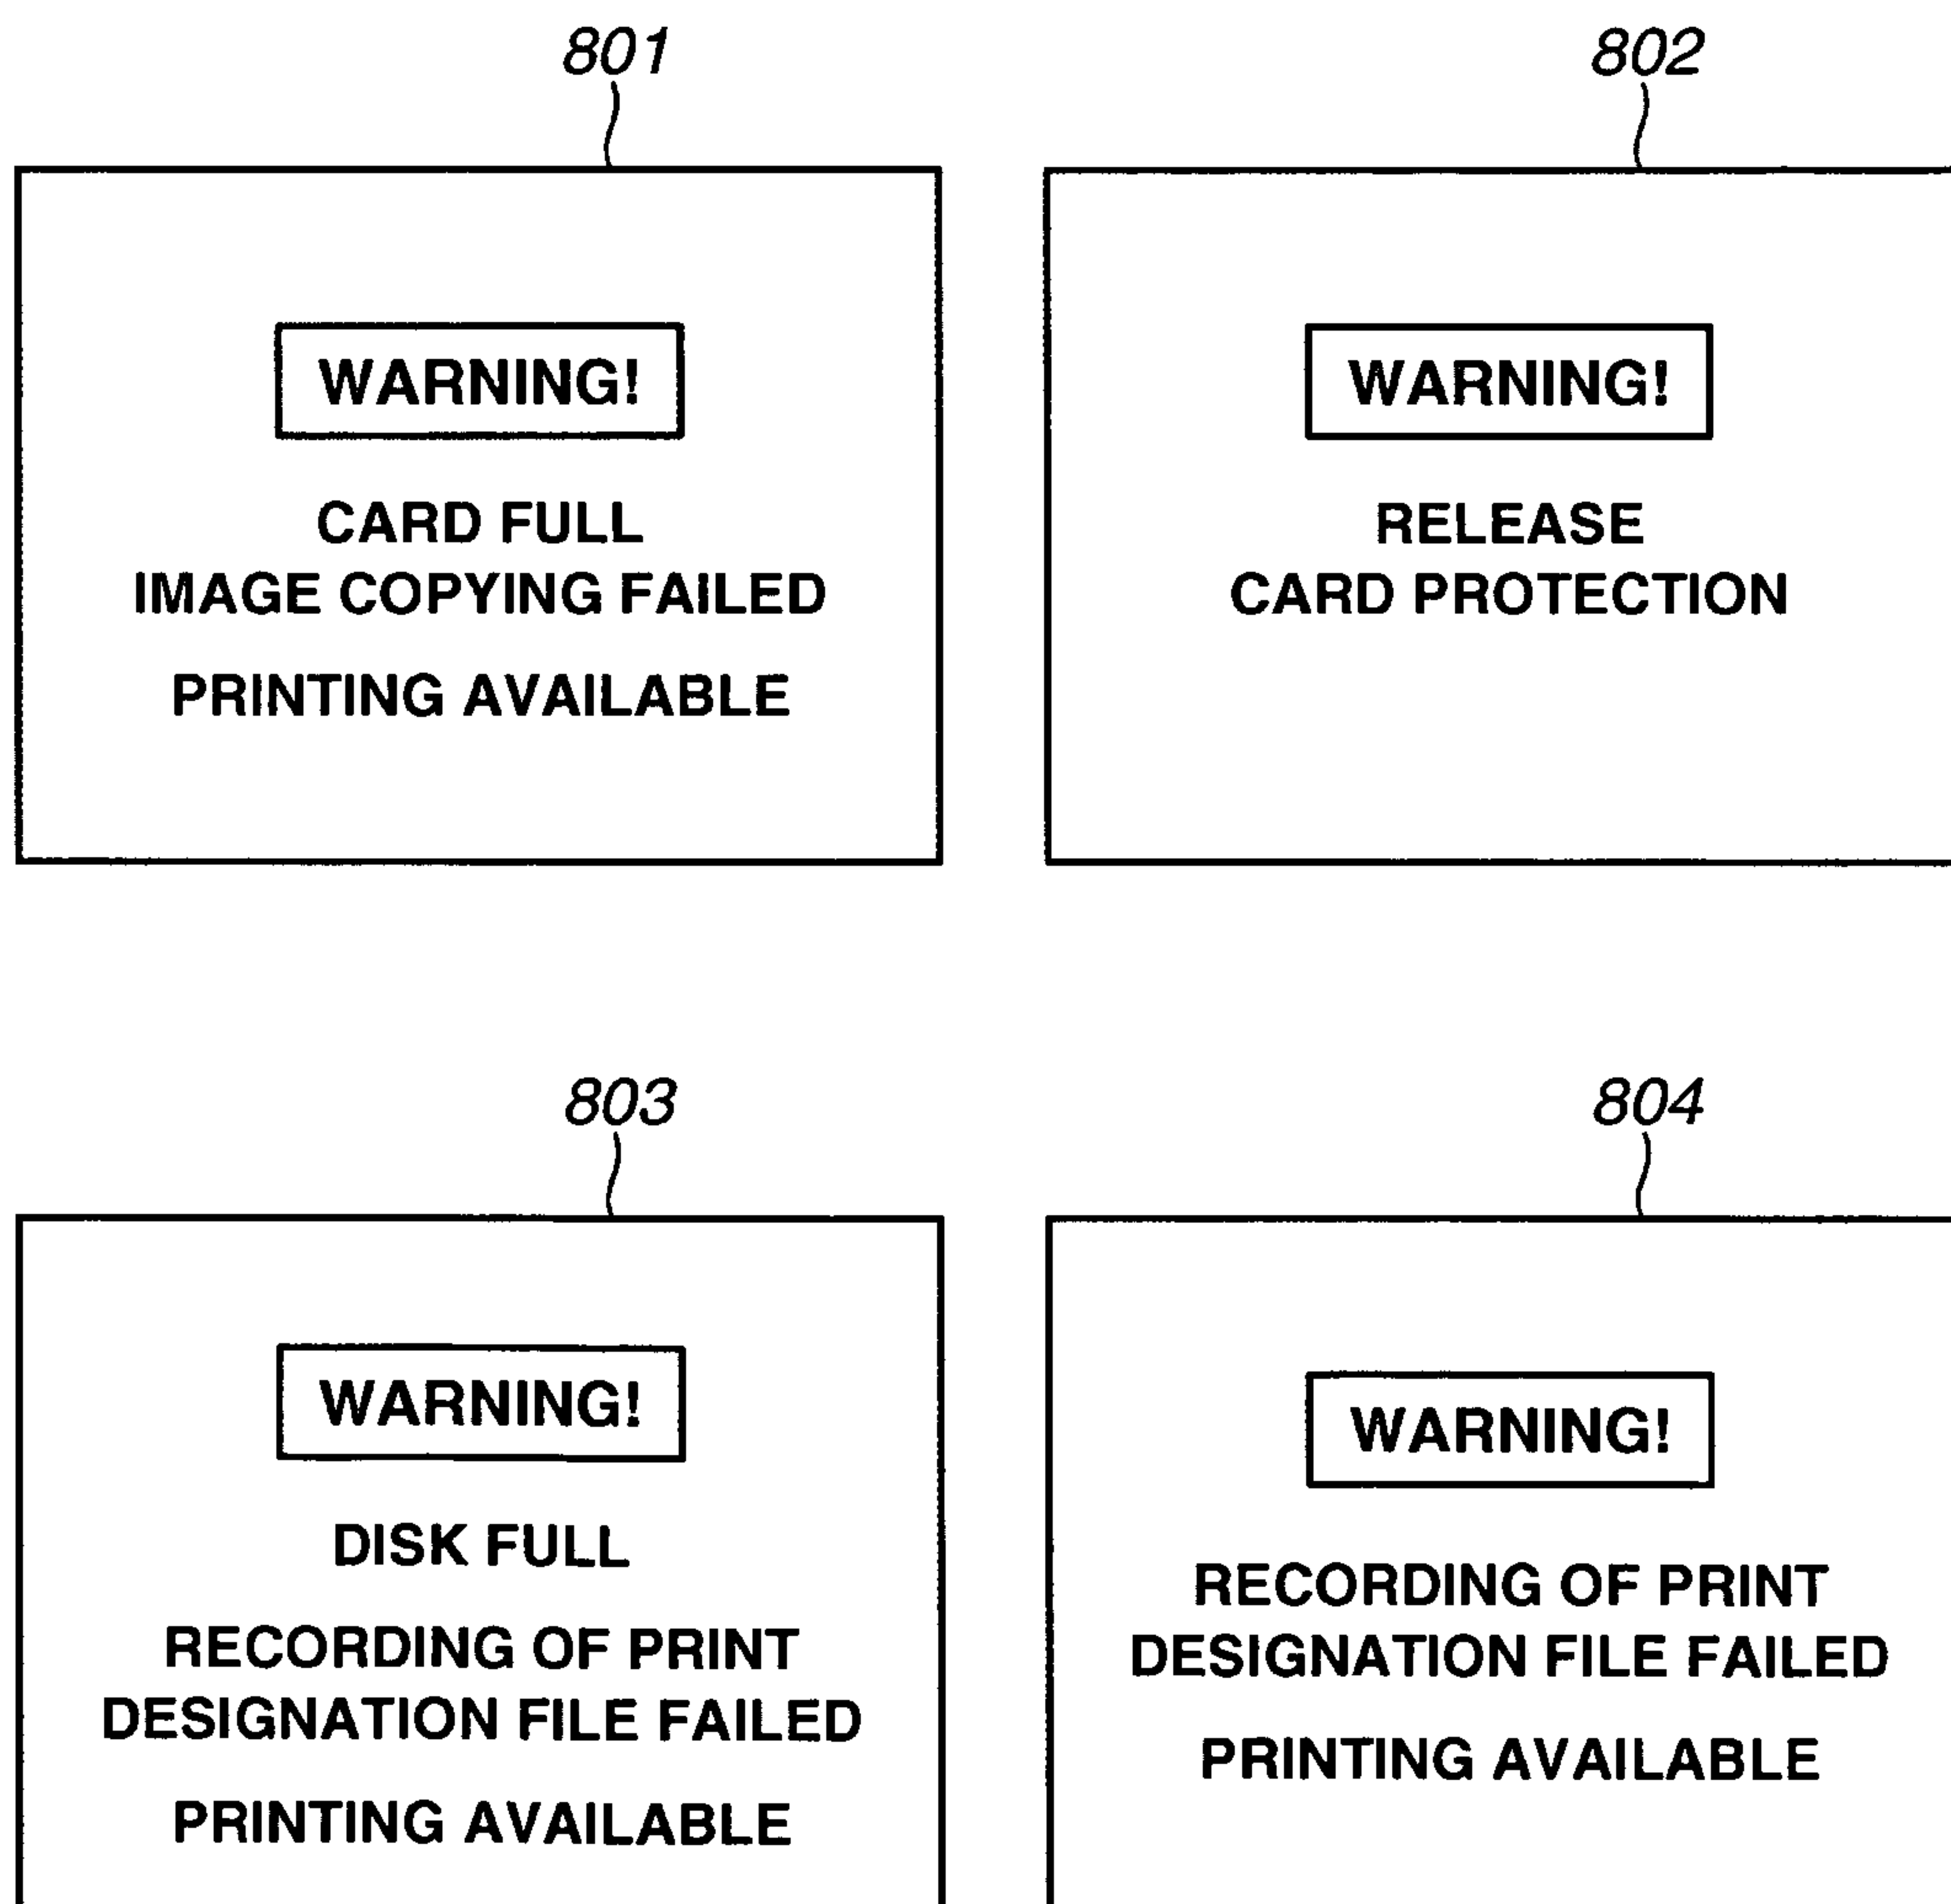 801
WARNING!
CARD FULL
IMAGE COPYING FAILED
PRINTING AVAILABLE
802
WARNING!
RELEASE
CARD PROTECTION
803
WARNING!
DISK FULL
RECORDING OF PRINT
DESIGNATION FILE FAILED
PRINTING AVAILABLE
804
WARNING!
RECORDING OF PRINT
DESIGNATION FILE FAILED
PRINTING AVAILABLE